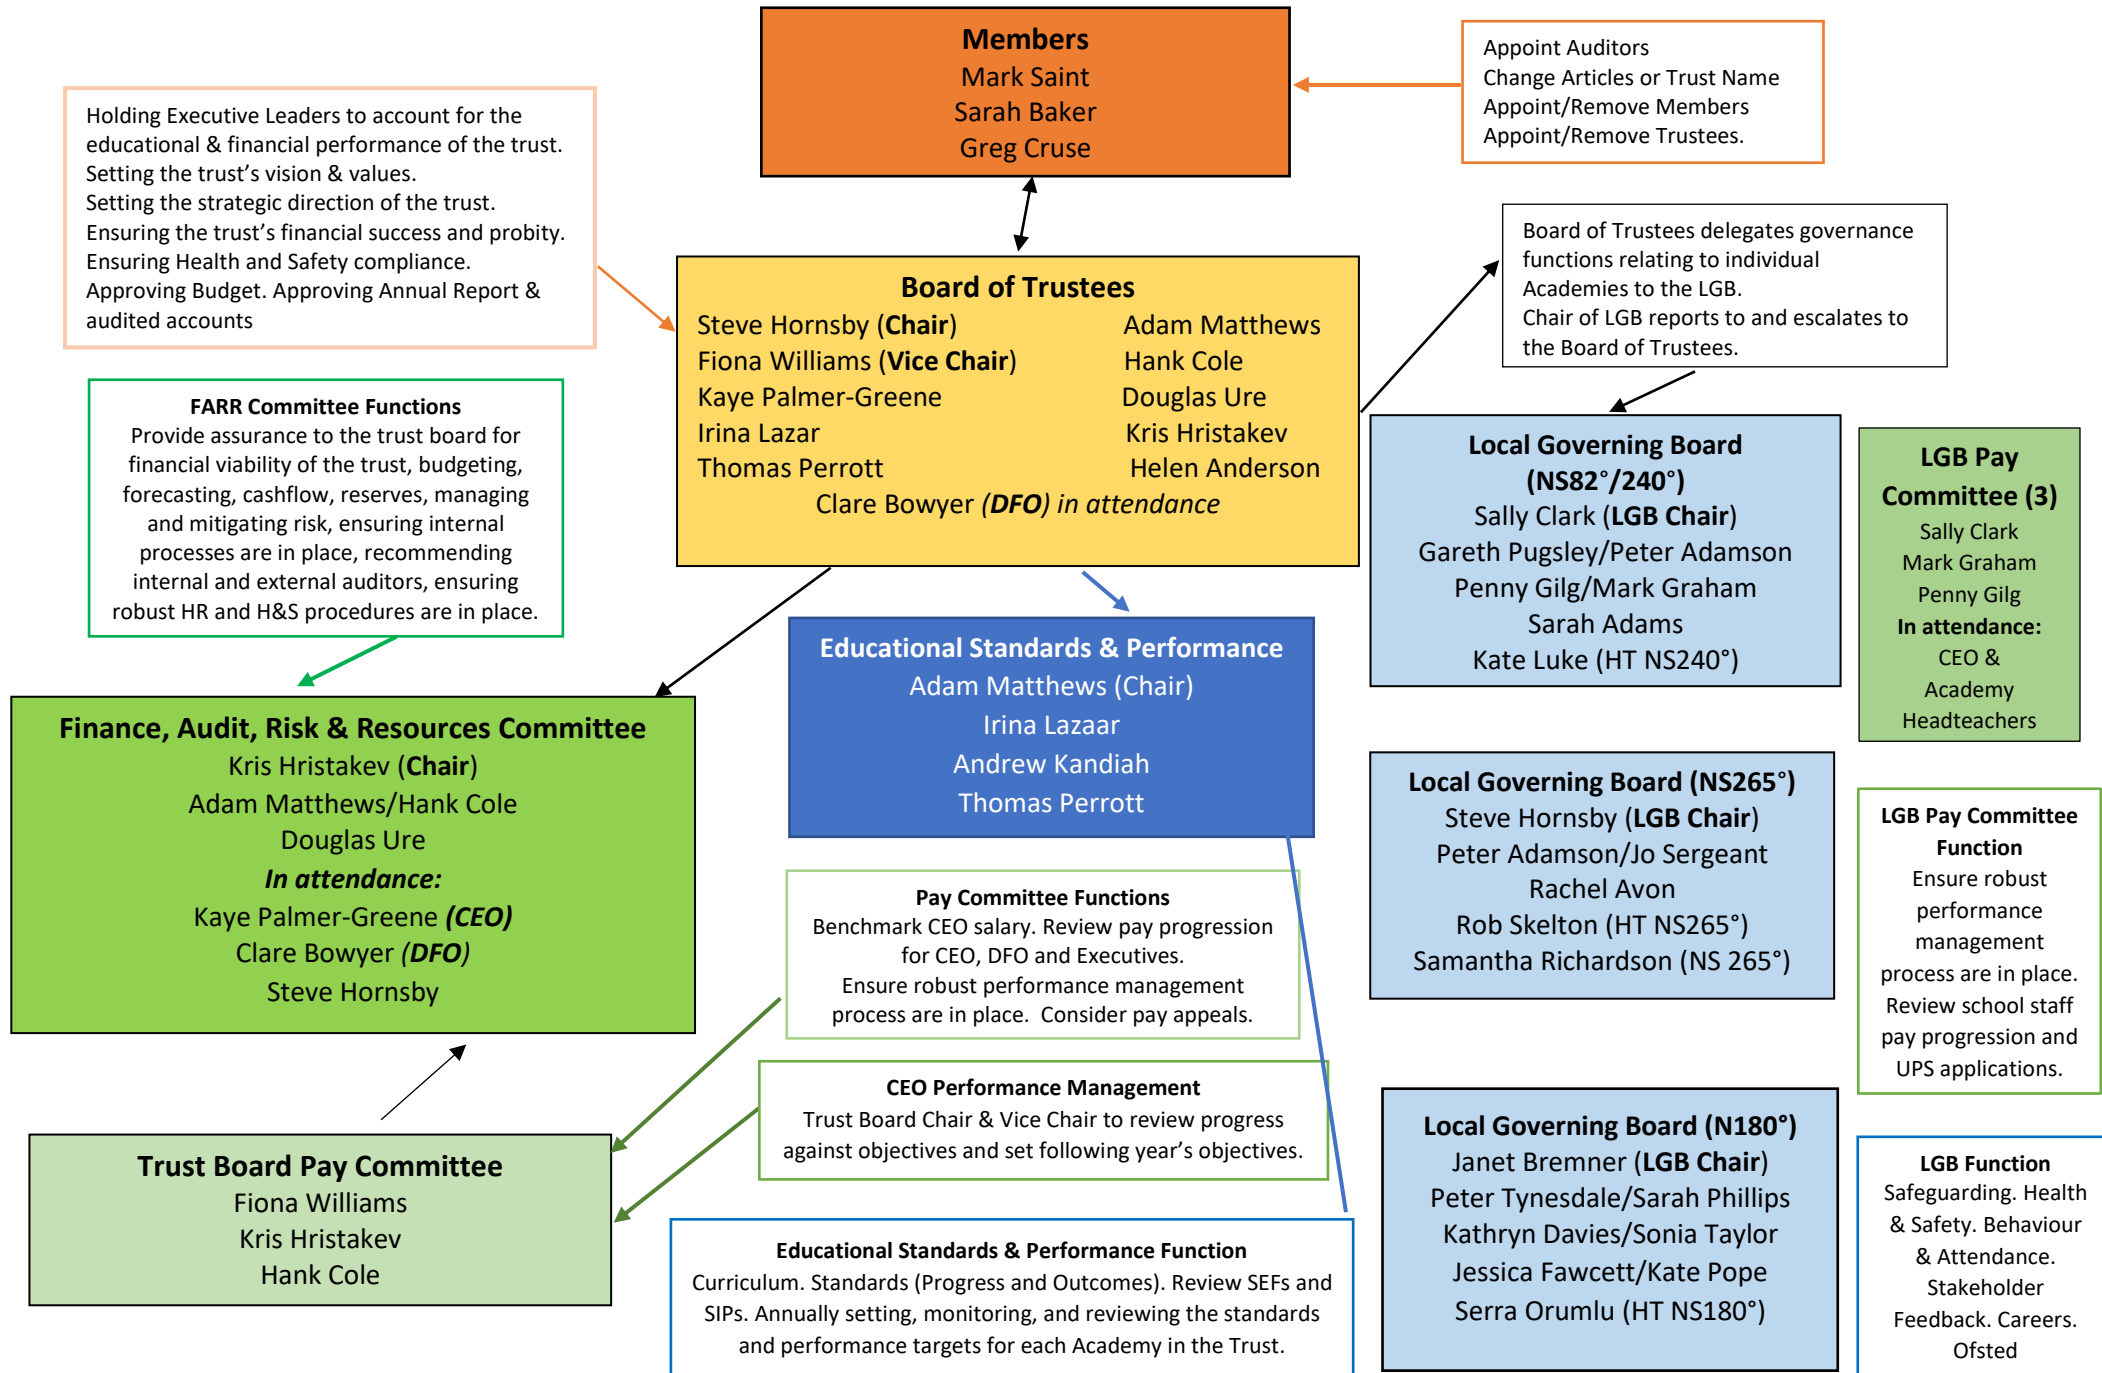 Members
Mark Saint
Sarah Baker
Greg Cruse
Appoint Auditors
Change Articles or Trust Name
Appoint/Remove Members
Appoint/Remove Trustees.
Holding Executive Leaders to account for the
educational & financial performance of the trust.
Setting the trust’s vision & values.
Setting the strategic direction of the trust.
Ensuring the trust’s financial success and probity.
Ensuring Health and Safety compliance.
Approving Budget. Approving Annual Report &
audited accounts
Board of Trustees
Steve Hornsby (Chair) Adam Matthews
Fiona Williams (Vice Chair) Hank Cole
Kaye Palmer-Greene Douglas Ure
Irina Lazar Kris Hristakev
Thomas Perrott Helen Anderson
Clare Bowyer (DFO) in attendance
Board of Trustees delegates governance
functions relating to individual
Academies to the LGB.
Chair of LGB reports to and escalates to
the Board of Trustees.
FARR Committee Functions
Provide assurance to the trust board for
financial viability of the trust, budgeting,
forecasting, cashflow, reserves, managing
and mitigating risk, ensuring internal
processes are in place, recommending
internal and external auditors, ensuring
robust HR and H&S procedures are in place.
Local Governing Board
(NS82°/240°)
Sally Clark (LGB Chair)
Gareth Pugsley/Peter Adamson
Penny Gilg/Mark Graham
Sarah Adams
Kate Luke (HT NS240°)
LGB Pay
Committee (3)
Sally Clark
Mark Graham
Penny Gilg
In attendance:
CEO &
Academy
Headteachers
Educational Standards & Performance
Adam Matthews (Chair)
Irina Lazaar
Andrew Kandiah
Thomas Perrott
Finance, Audit, Risk & Resources Committee
Kris Hristakev (Chair)
Adam Matthews/Hank Cole
Douglas Ure
In attendance:
Kaye Palmer-Greene (CEO)
Clare Bowyer (DFO)
Steve Hornsby
Local Governing Board (NS265°)
Steve Hornsby (LGB Chair)
Peter Adamson/Jo Sergeant
Rachel Avon
Rob Skelton (HT NS265°)
Samantha Richardson (NS 265°)
LGB Pay Committee
Function
Ensure robust
performance
management
process are in place.
Review school staff
pay progression and
UPS applications.
Pay Committee Functions
Benchmark CEO salary. Review pay progression
for CEO, DFO and Executives.
Ensure robust performance management
process are in place.  Consider pay appeals.
CEO Performance Management
Trust Board Chair & Vice Chair to review progress
against objectives and set following year’s objectives.
Trust Board Pay Committee
Fiona Williams
Kris Hristakev
Hank Cole
Local Governing Board (N180°)
Janet Bremner (LGB Chair)
Peter Tynesdale/Sarah Phillips
Kathryn Davies/Sonia Taylor
Jessica Fawcett/Kate Pope
Serra Orumlu (HT NS180°)
LGB Function
Safeguarding. Health
& Safety. Behaviour
& Attendance.
Stakeholder
Feedback. Careers.
Ofsted
Educational Standards & Performance Function
Curriculum. Standards (Progress and Outcomes). Review SEFs and
SIPs. Annually setting, monitoring, and reviewing the standards
and performance targets for each Academy in the Trust.